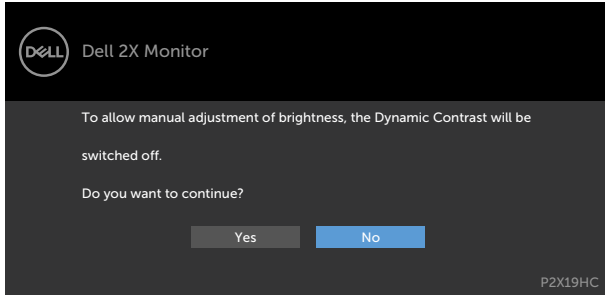 DELL
Dell 2X Monitor
To allow manual adjustment of brightness, the Dynamic Contrast will be
switched off.
Do you want to continue?
Yes No
P2X19HC